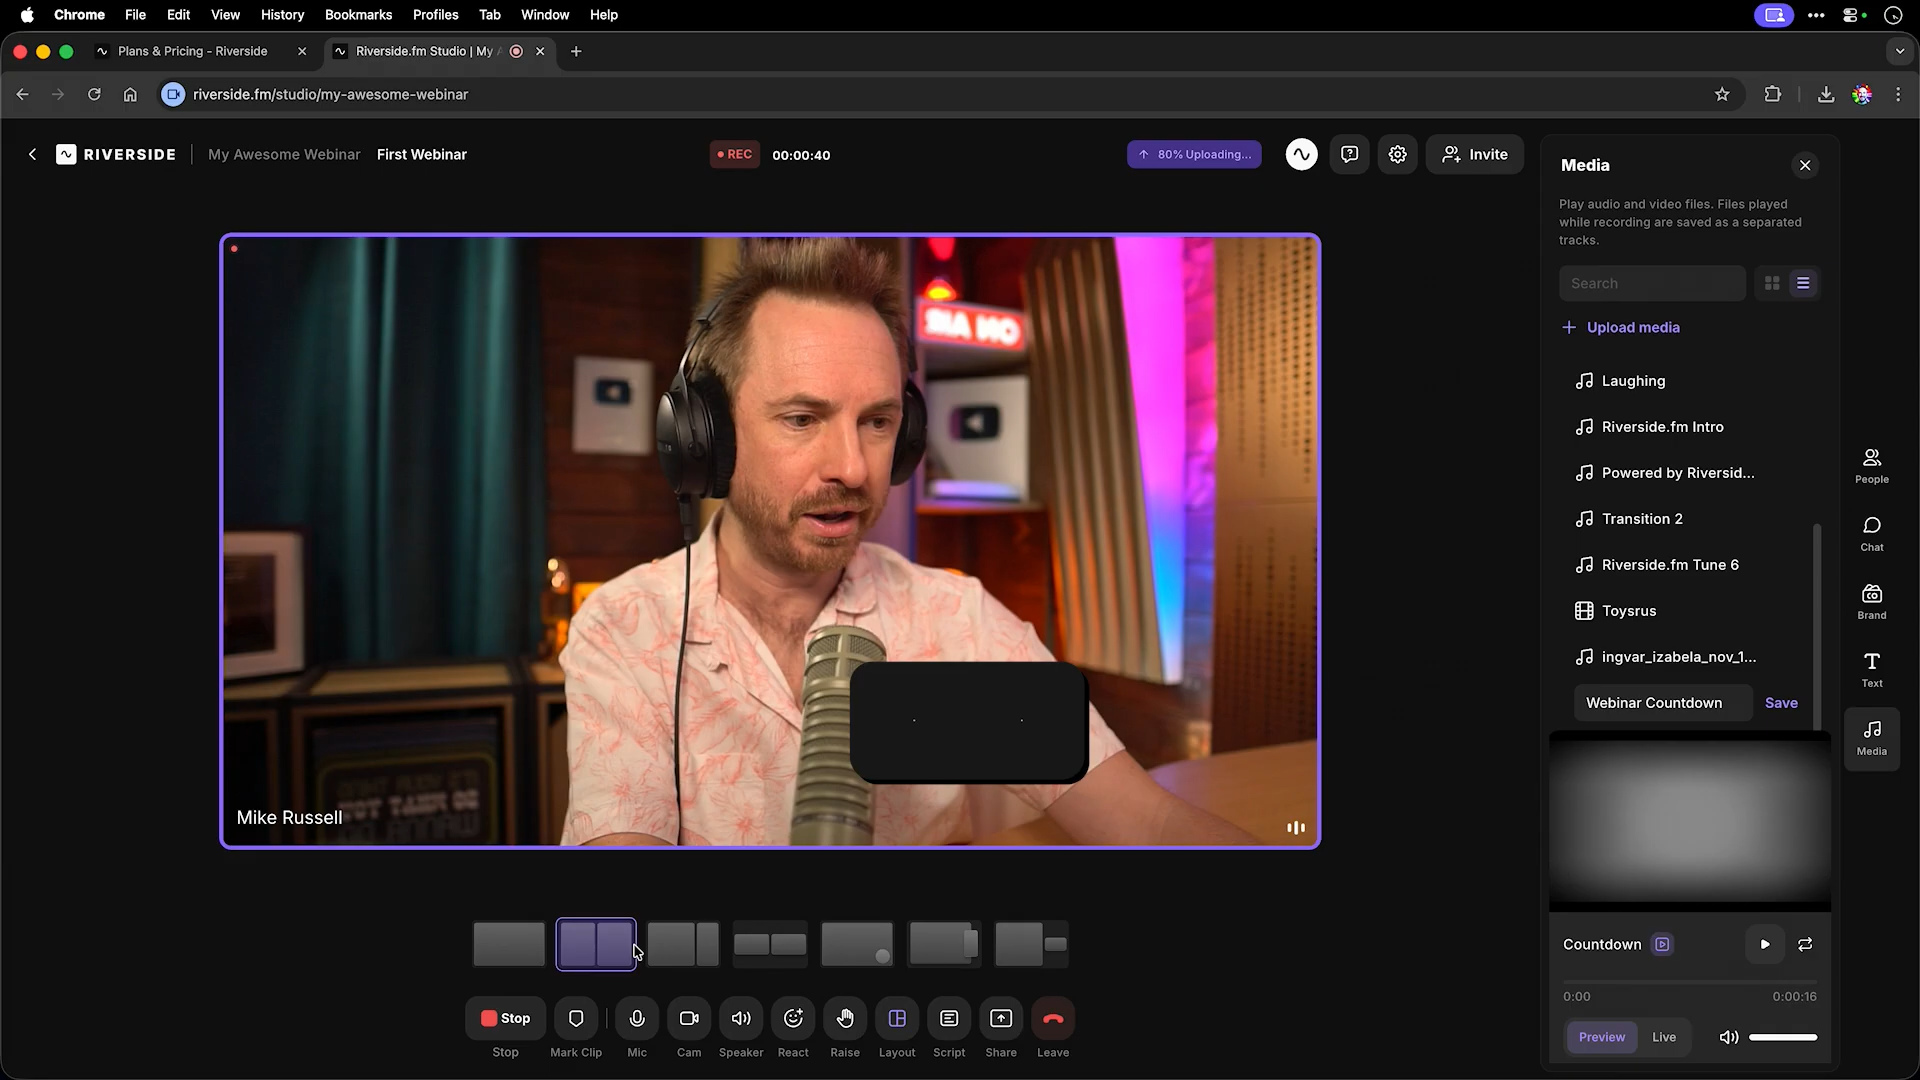 Chrome File Edit View History Bookmarks Profiles Tab Window Help
Plans & Pricing - Riverside
Riverside.fm Studio | My A
riverside.fm/studio/my-awesome-webinar
RIVERSIDE
My Awesome Webinar
First Webinar
REC
00:00:40
80% Uploading...
Invite
Media
Play audio and video files. Files played
while recording are saved as a separated
tracks.
Search
Upload media
Laughing
Riverside.fm Intro
Powered by Riversid...
Transition 2
Riverside.fm Tune 6
Toysrus
ingvar_izabela_nov_1...
Webinar Countdown
Save
Countdown
0:00
0:00:16
Preview
Live
People
Chat
Brand
Text
Media
ON AIR
Mike Russell
Stop
Stop
Mark Clip
Mic
Cam
Speaker
React
Raise
Layout
Script
Share
Leave